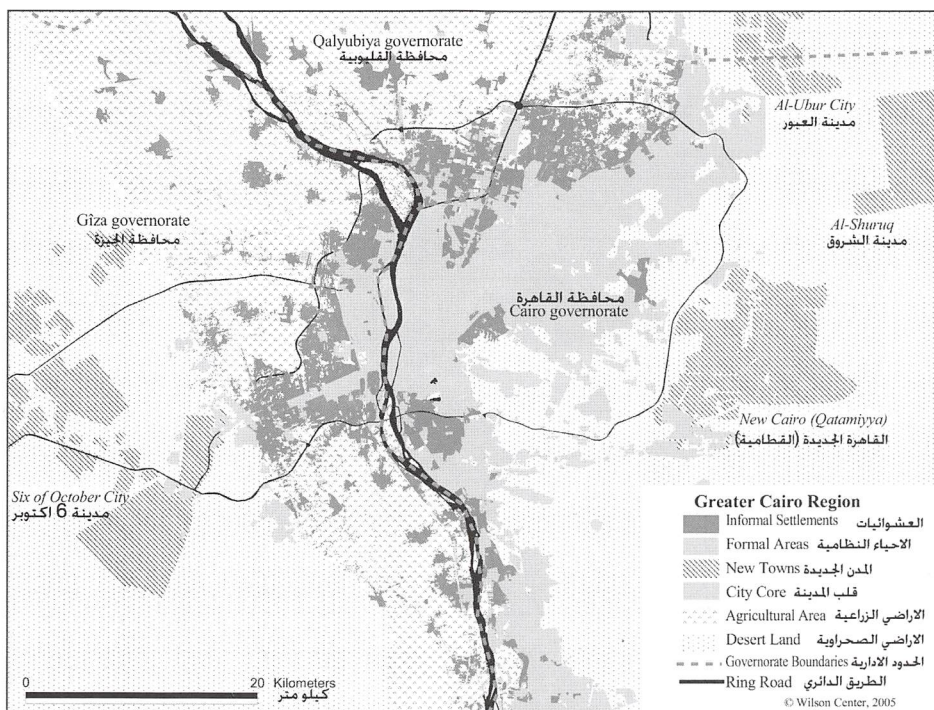 Qalyubiya governorate
محافظة القليوبية
Al-Ubur City
مدينة العبور
Gîza governorate
محافظة الجيزة
Al-Shuruq
مدينة الشروق
محافظة القاهرة
Cairo governorate
New Cairo (Qatamiyya)
القاهرة الجديدة (القطامية)
Six of October City
مدينة 6 اكتوبر
Greater Cairo Region
Informal Settlements العشوائيات
Formal Areas الاحياء النظامية
New Towns المدن الجديدة
City Core قلب المدينة
Agricultural Area الاراضي الزراعية
Desert Land الاراضي الصحراوية
Governorate Boundaries الحدود الادارية
Ring Road الطريق الدائري
0 20 Kilometers
كيلو متر
© Wilson Center, 2005